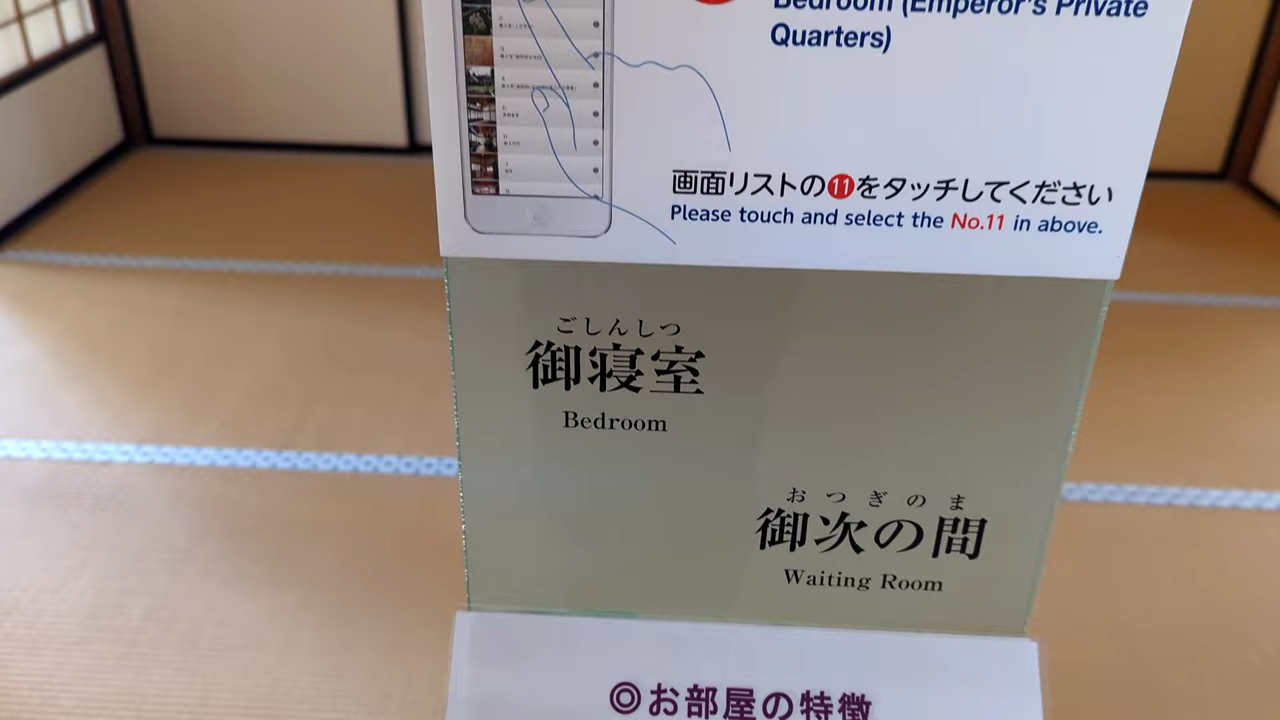 Bedroom (Emperor's Private
Quarters)
画面リストの⓫をタッチしてください
Please touch and select the No.11 in above.
ごしんしつ
御寝室
Bedroom
おつぎのま
御次の間
Waiting Room
◎お部屋の特徴